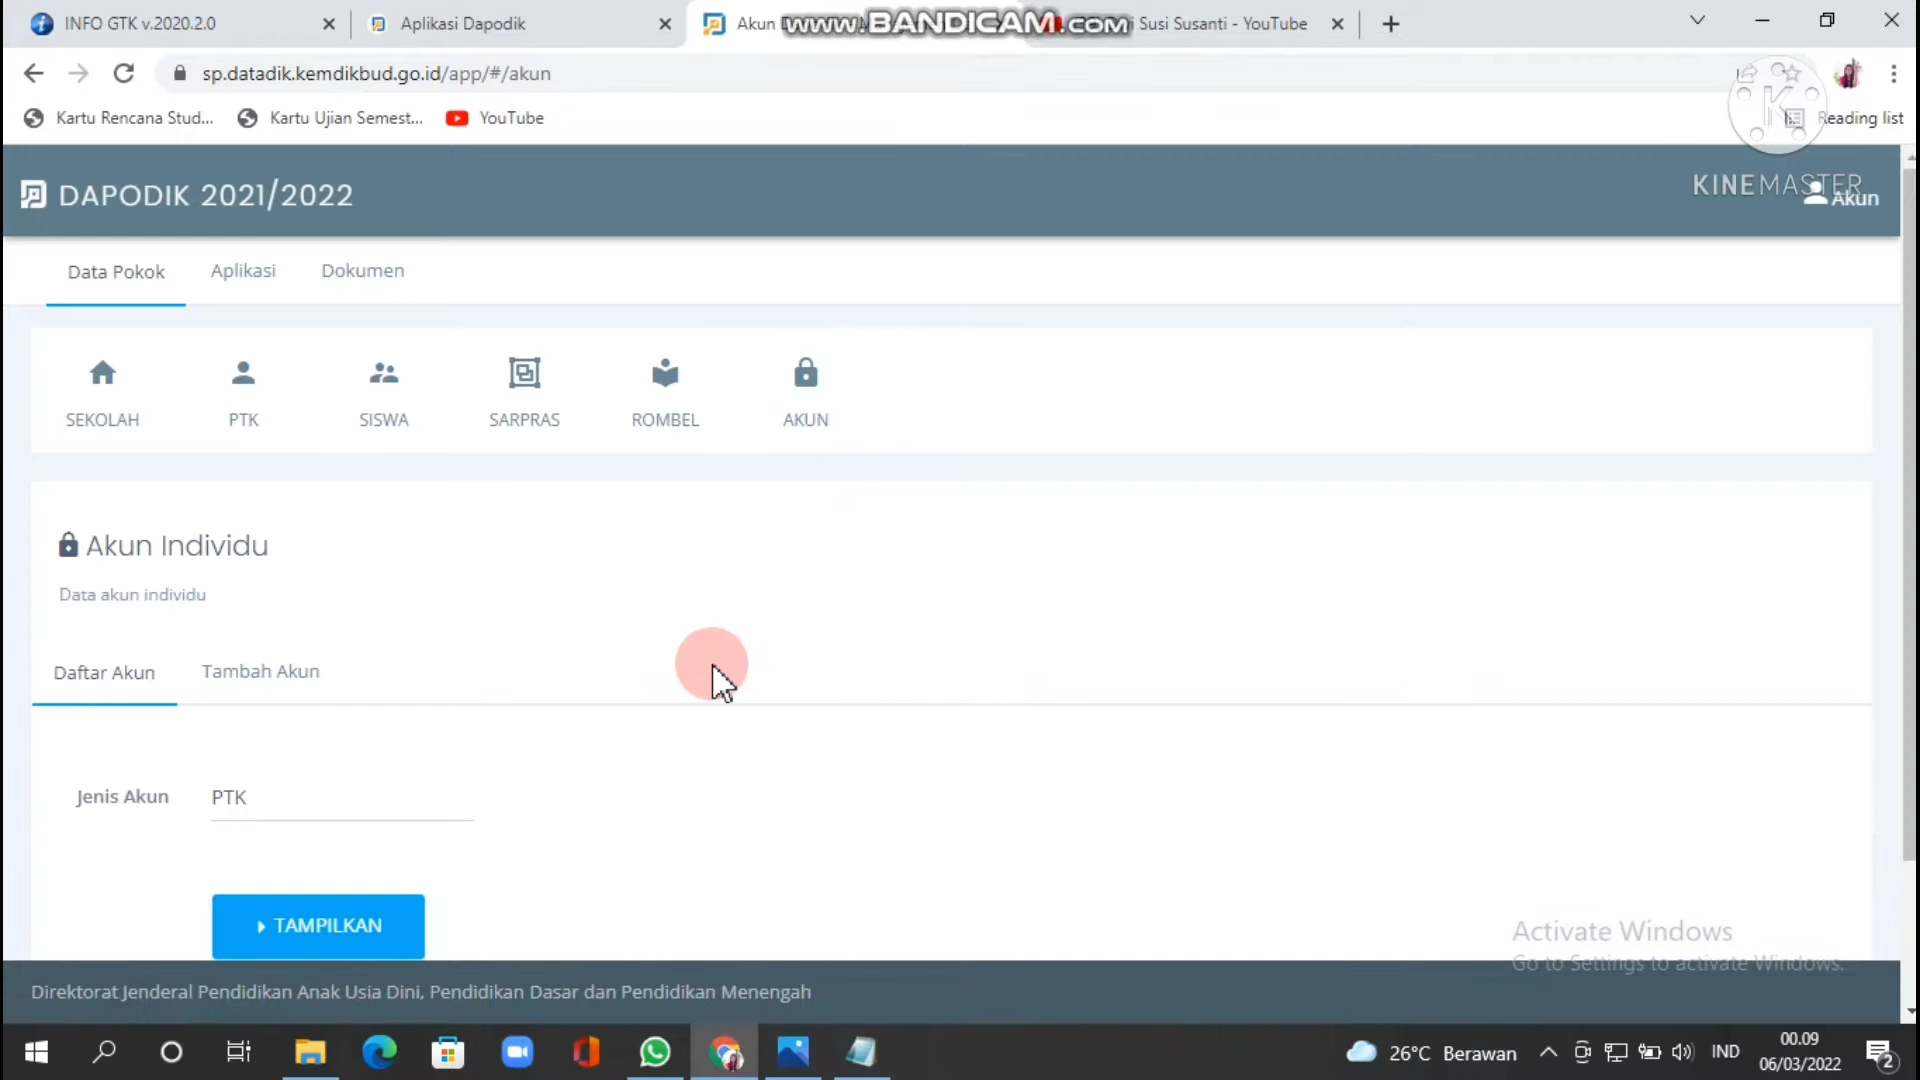 INFO GTK v.2020.2.0
Aplikasi Dapodik
Akun
www.BANDICAM.com
Susi Susanti - YouTube
sp.datadik.kemdikbud.go.id/app/#/akun
Kartu Rencana Stud...
Kartu Ujian Semest...
YouTube
Reading list
K
DAPODIK 2021/2022
KINEMASTER
Akun
Data Pokok
Aplikasi
Dokumen
SEKOLAH
PTK
SISWA
SARPRAS
ROMBEL
AKUN
Akun Individu
Data akun individu
Daftar Akun
Tambah Akun
Jenis Akun
PTK
TAMPILKAN
Activate Windows
Go to Settings to activate Windows.
Direktorat Jenderal Pendidikan Anak Usia Dini, Pendidikan Dasar dan Pendidikan Menengah
26°C Berawan
IND
00.09
06/03/2022
2